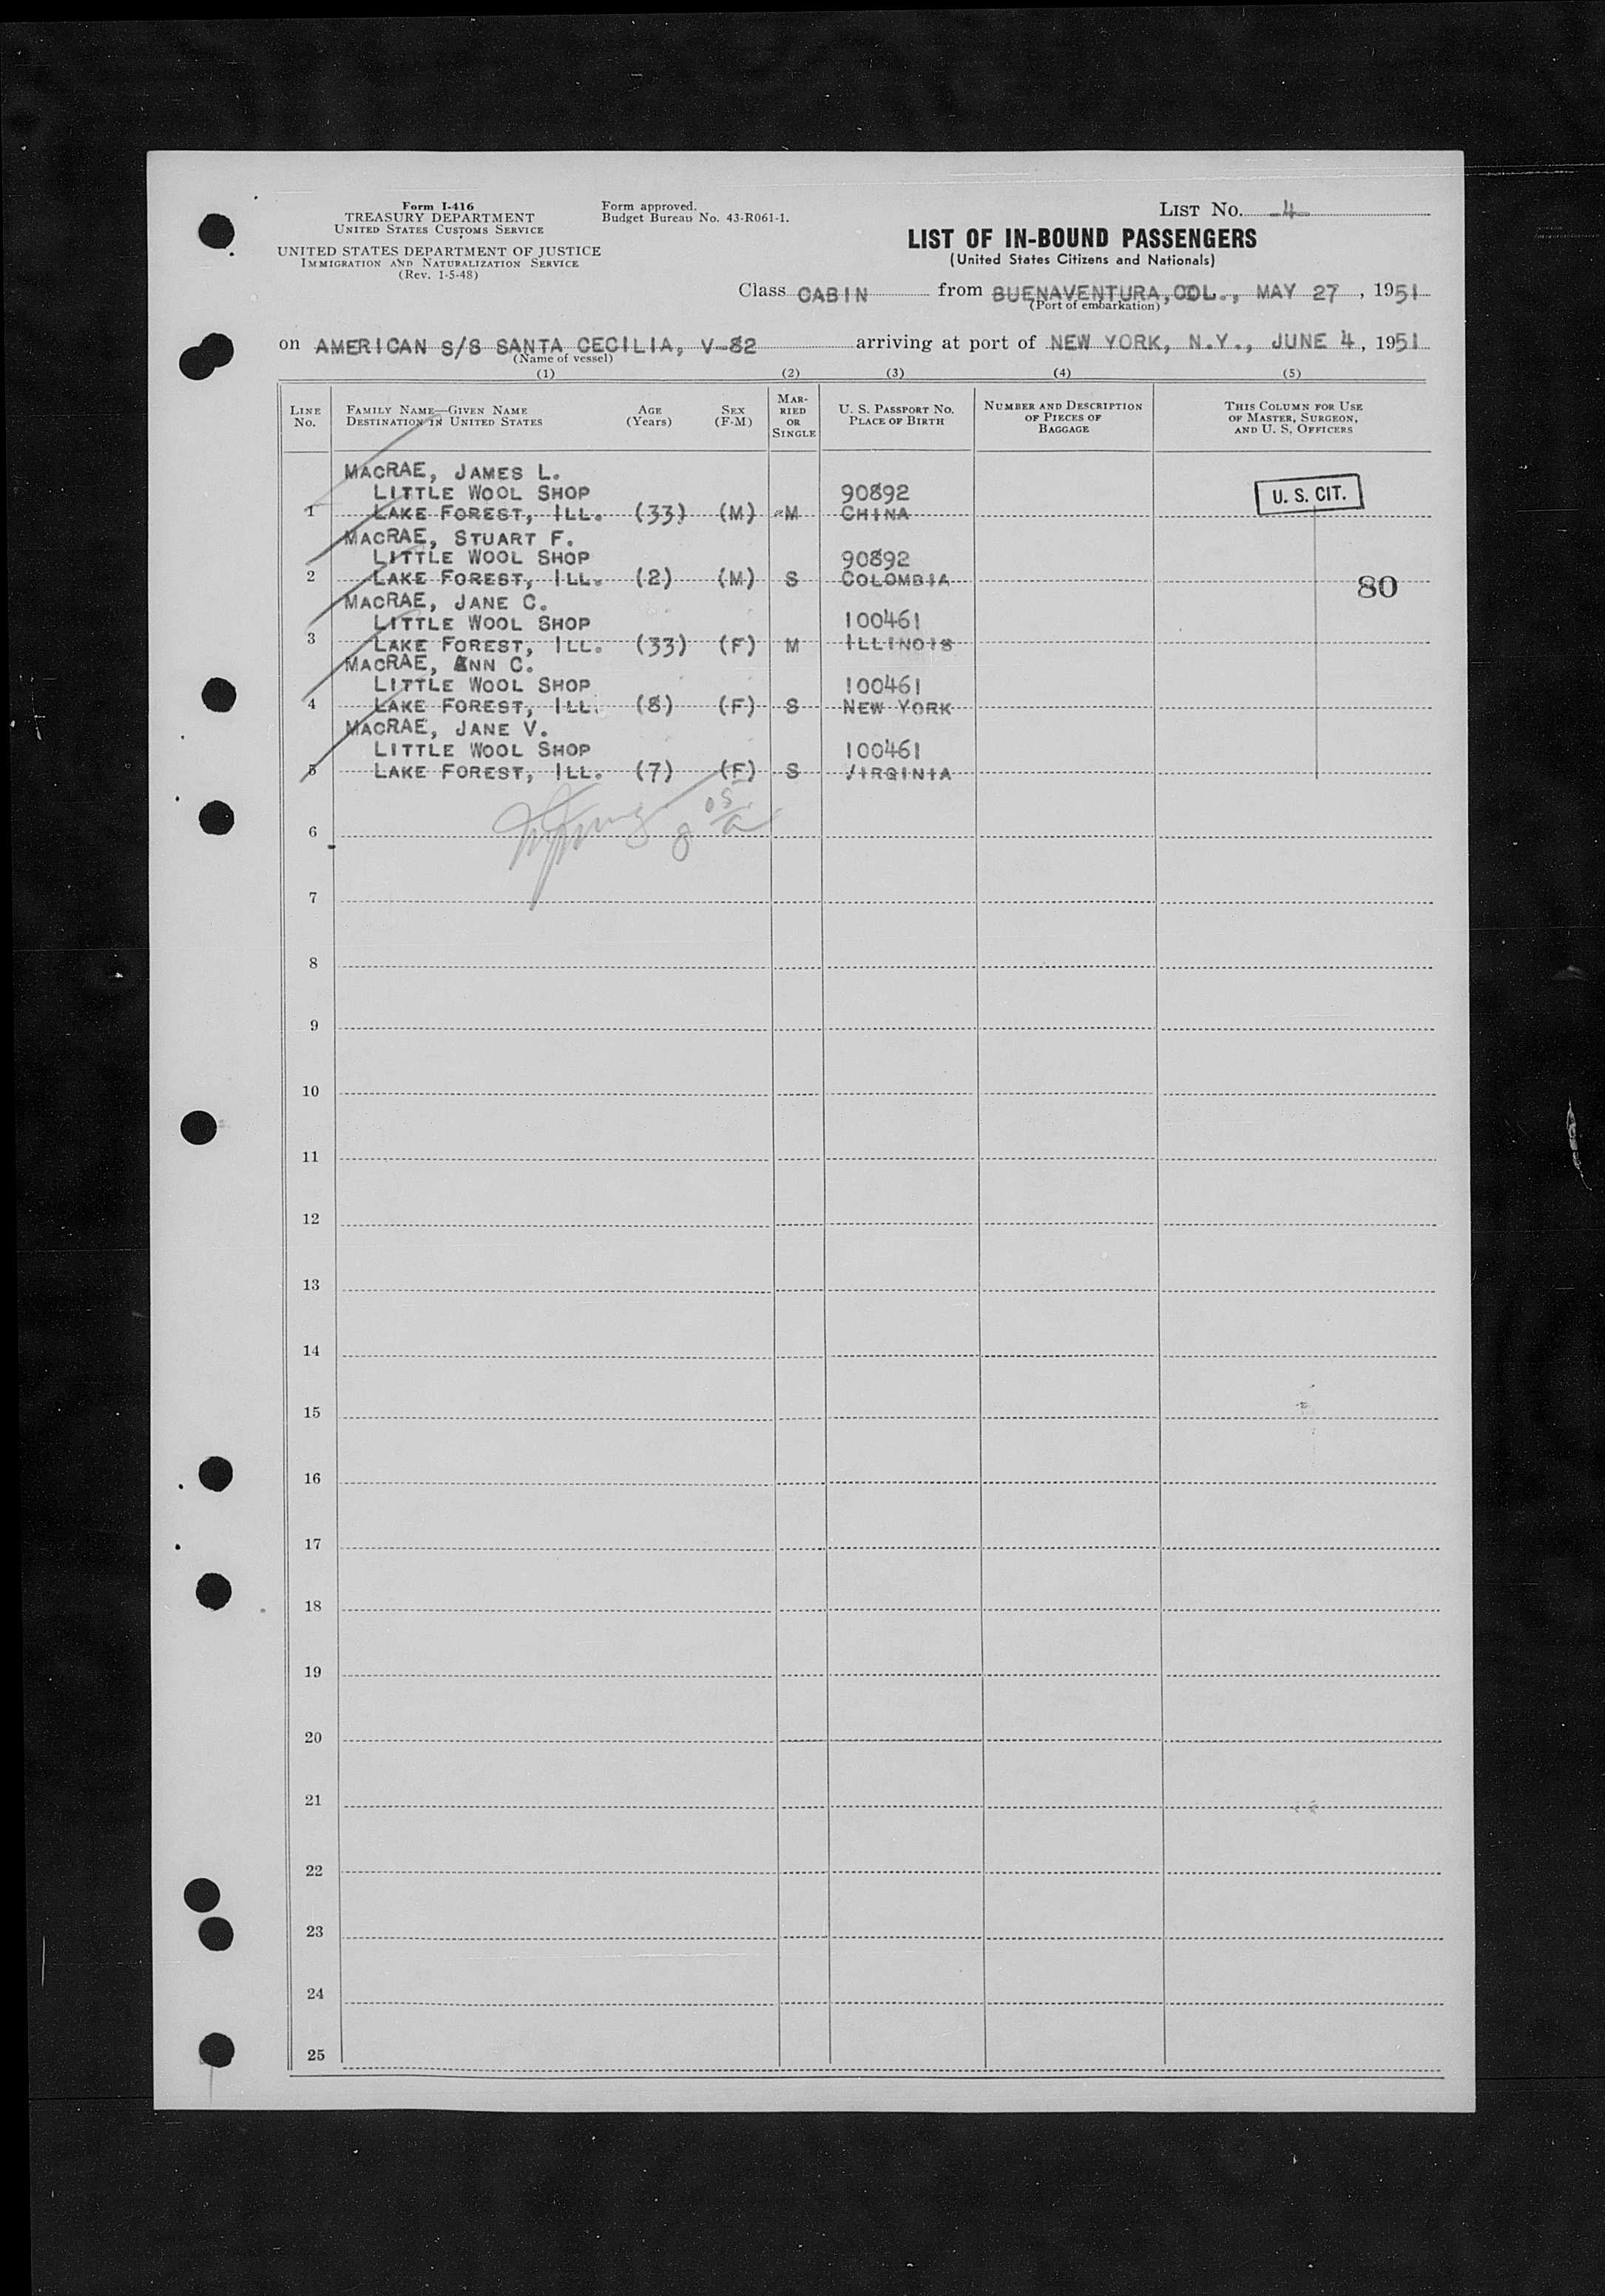 Form I-416
TREASURY DEPARTMENT
UNITED STATES CUSTOMS SERVICE
UNITED STATES DEPARTMENT OF JUSTICE
IMMIGRATION AND NATURALIZATION SERVICE
(Rev. 1-5-48)
Form approved.
Budget Bureau No. 43-R061-1.
LIST NO. 4
LIST OF IN-BOUND PASSENGERS
(United States Citizens and Nationals)
Class CABIN from BUENAVENTURA, COL., MAY 27, 1951
(Port of embarkation)
on AMERICAN S/S SANTA CECILIA, V-82 arriving at port of NEW YORK, N.Y., JUNE 4, 1951
(Name of vessel)
(1) (2) (3) (4) (5)
LINE NO.
FAMILY NAME—GIVEN NAME
DESTINATION IN UNITED STATES
AGE (Years)
SEX (F-M)
MARRIED OR SINGLE
U. S. PASSPORT NO.
PLACE OF BIRTH
NUMBER AND DESCRIPTION OF PIECES OF BAGGAGE
THIS COLUMN FOR USE OF MASTER, SURGEON, AND U. S. OFFICERS
MACRAE, JAMES L.
LITTLE WOOL SHOP 90892 U. S. CIT.
1 LAKE FOREST, ILL. (33) (M) M CHINA
MACRAE, STUART F.
LITTLE WOOL SHOP 90892
2 LAKE FOREST, ILL. (2) (M) S COLOMBIA 80
MACRAE, JANE C.
LITTLE WOOL SHOP 100461
3 LAKE FOREST, ILL. (33) (F) M ILLINOIS
MACRAE, ANN C.
LITTLE WOOL SHOP 100461
4 LAKE FOREST, ILL. (8) (F) S NEW YORK
MACRAE, JANE V.
LITTLE WOOL SHOP 100461
5 LAKE FOREST, ILL. (7) (F) S VIRGINIA
6
7
8
9
10
11
12
13
14
15
16
17
18
19
20
21
22
23
24
25